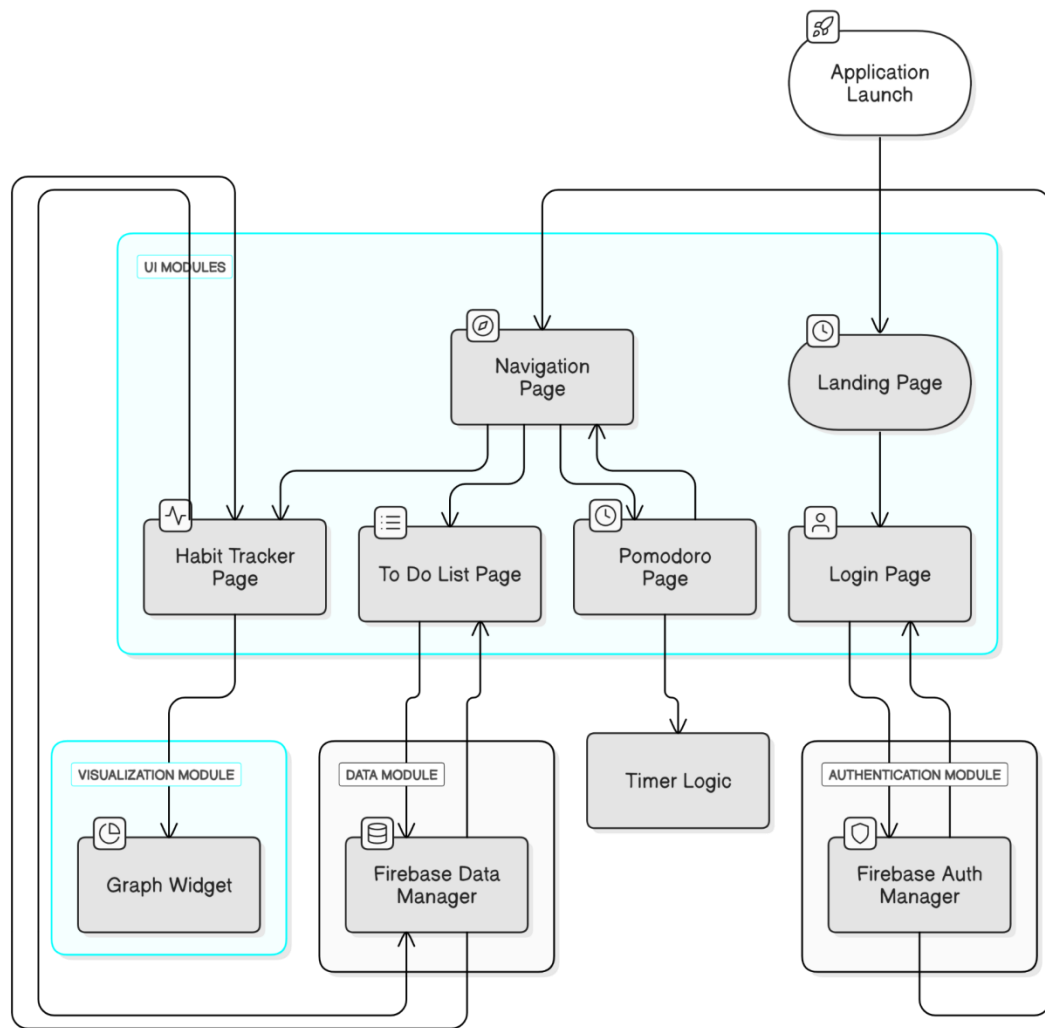 Application
Launch
UI MODULES
Navigation
Page
Landing Page
Habit Tracker
Page
To Do List Page
Pomodoro
Page
Login Page
VISUALIZATION MODULE
DATA MODULE
Timer Logic
AUTHENTICATION MODULE
Graph Widget
Firebase Data
Manager
Firebase Auth
Manager